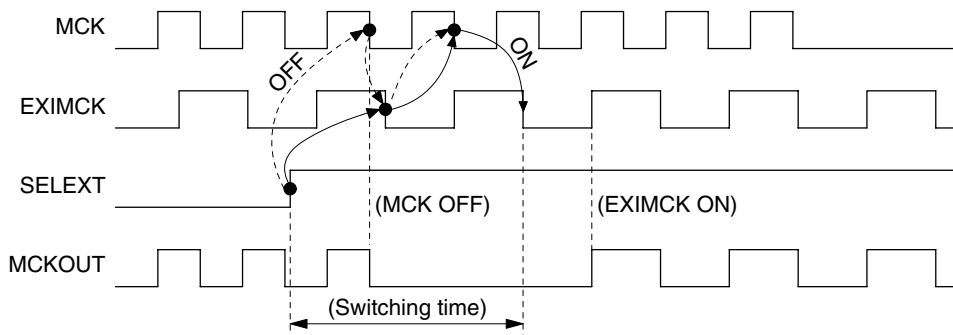 MCK
OFF
ON
EXIMCK
SELEXT
(MCK OFF)
(EXIMCK ON)
MCKOUT
(Switching time)